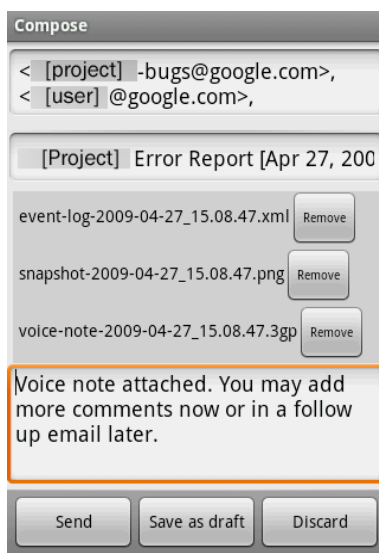 Compose
< [project] -bugs@google.com>,
< [user] @google.com>,
[Project] Error Report [Apr 27, 200
event-log-2009-04-27_15.08.47.xml Remove
snapshot-2009-04-27_15.08.47.png Remove
voice-note-2009-04-27_15.08.47.3gp Remove
Voice note attached. You may add
more comments now or in a follow
up email later.
Send Save as draft Discard